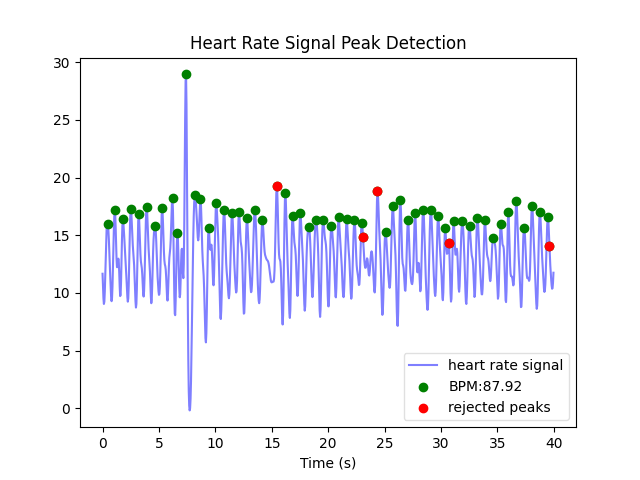 Heart Rate Signal Peak Detection
30
25
20
15
10
5
0
heart rate signal
BPM:87.92
rejected peaks
0 5 10 15 20 25 30 35 40
Time (s)